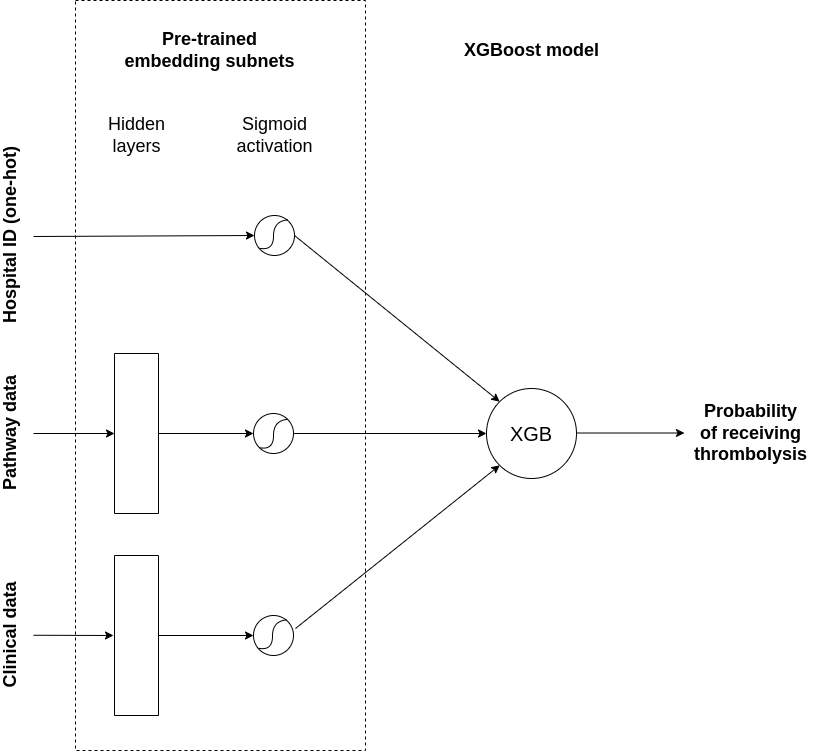 Pre-trained
embedding subnets
XGBoost model
Hidden
layers
Sigmoid
activation
Hospital ID (one-hot)
Pathway data
Clinical data
XGB
Probability
of receiving
thrombolysis